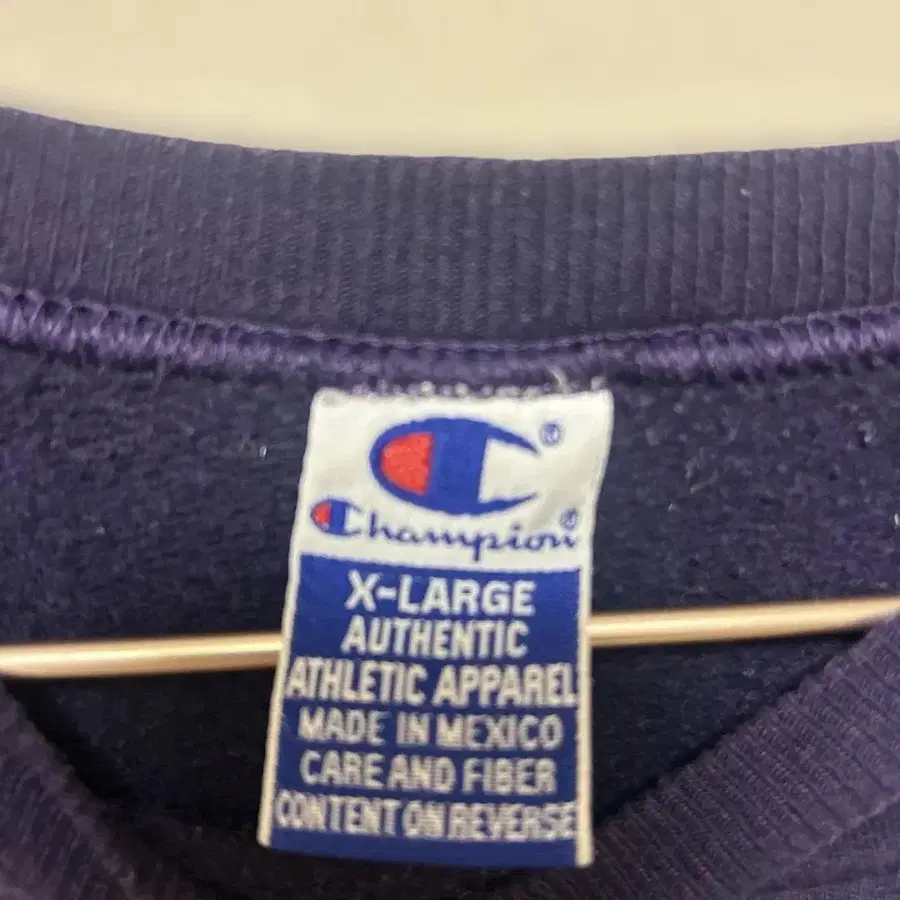 ®
Champion®
X-LARGE
AUTHENTIC
ATHLETIC APPAREL
MADE IN MEXICO
CARE AND FIBER
CONTENT ON REVERSE